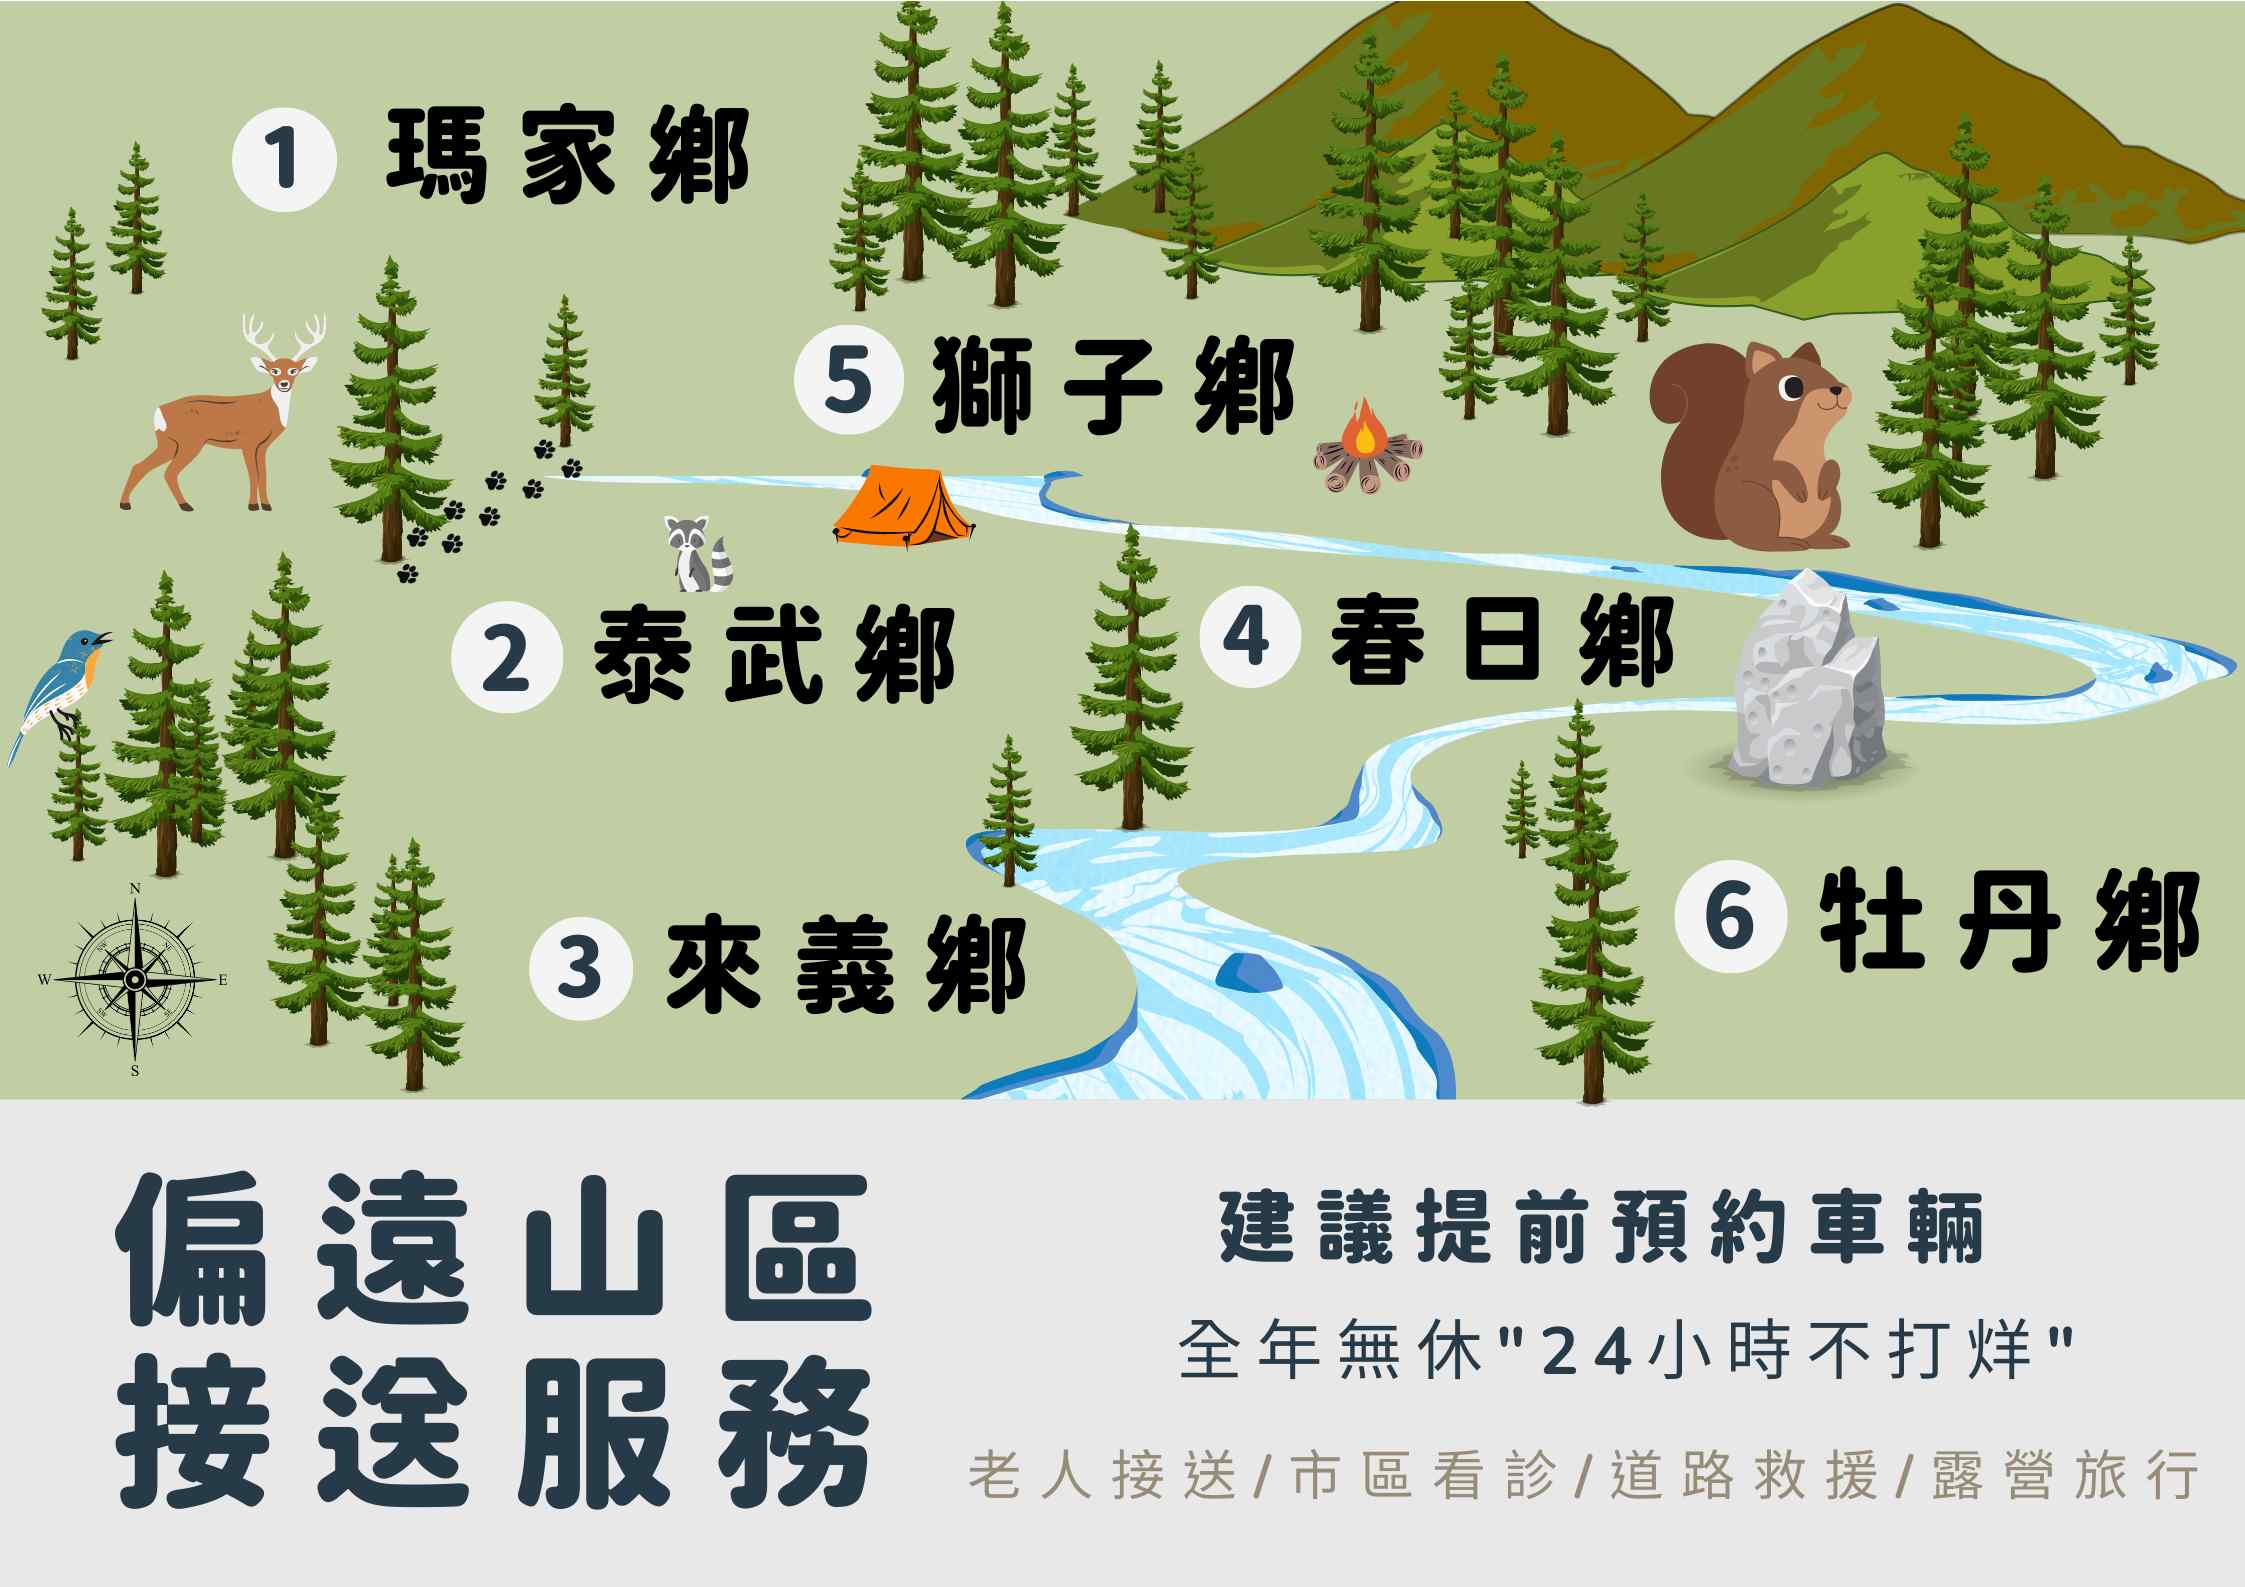 1 瑪家鄉
5 獅子鄉
2 泰武鄉
4 春日鄉
3 來義鄉
6 牡丹鄉
N
W E
S
偏遠山區
接送服務
建議提前預約車輛
全年無休"24小時不打烊"
老人接送/市區看診/道路救援/露營旅行